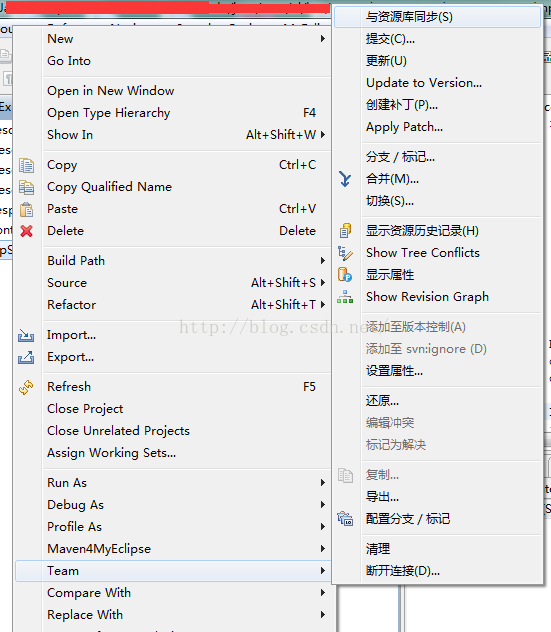 New
Go Into
Open in New Window
Open Type Hierarchy F4
Show In Alt+Shift+W
Copy Ctrl+C
Copy Qualified Name
Paste Ctrl+V
Delete Delete
Build Path
Source Alt+Shift+S
Refactor Alt+Shift+T
Import...
Export...
Refresh F5
Close Project
Close Unrelated Projects
Assign Working Sets...
Run As
Debug As
Profile As
Maven4MyEclipse
Team
Compare With
Replace With
与资源库同步(S)
提交(C)...
更新(U)
Update to Version...
创建补丁(P)...
Apply Patch...
分支 / 标记...
合并(M)...
切换(S)...
显示资源历史记录(H)
Show Tree Conflicts
显示属性
Show Revision Graph
添加至版本控制(A)
添加至 svn:ignore (D)
设置属性...
还原...
编辑冲突
标记为解决
复制...
导出...
配置分支 / 标记
清理
断开连接(D)...
http://blog.csdn.ne